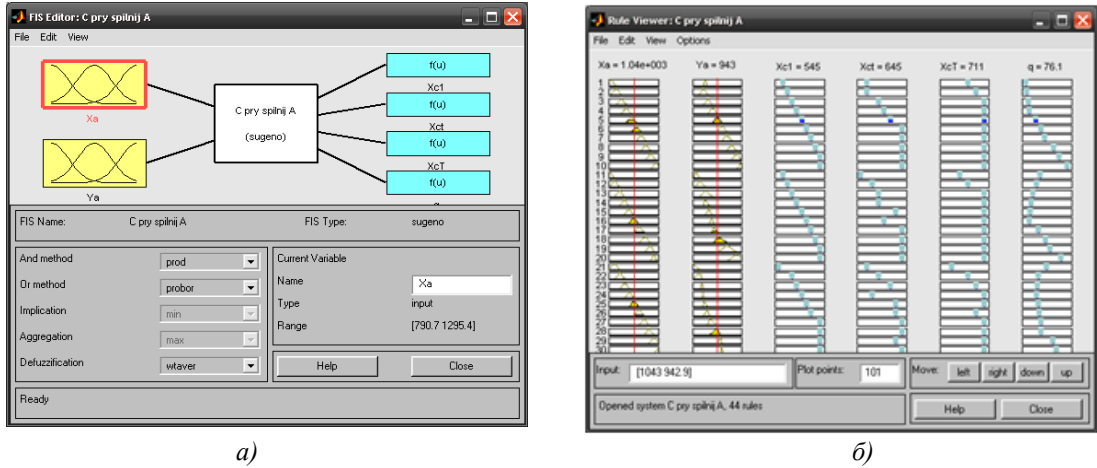 FIS Editor: C pry spilnij A
File Edit View
f(u)
Xc1
f(u)
Xct
f(u)
XcT
f(u)
Xa
Ya
C pry spilnij A
(sugeno)
FIS Name: C pry spilnij A FIS Type: sugeno
And method prod
Or method probor
Implication min
Aggregation max
Defuzzification wtaver
Current Variable
Name Xa
Type input
Range [790.7 1295.4]
Help Close
Ready
а)
Rule Viewer: C pry spilnij A
File Edit View Options
Xa = 1.04e+003 Ya = 943 Xc1 = 545 Xct = 645 XcT = 711 q = 76.1
1
2
3
4
5
6
7
8
9
10
11
12
13
14
15
16
17
18
19
20
21
22
23
24
25
26
27
28
29
30
Input: [1043 942.9] Plot points: 101 Move: left right down up
Opened system C pry spilnij A, 44 rules Help Close
б)